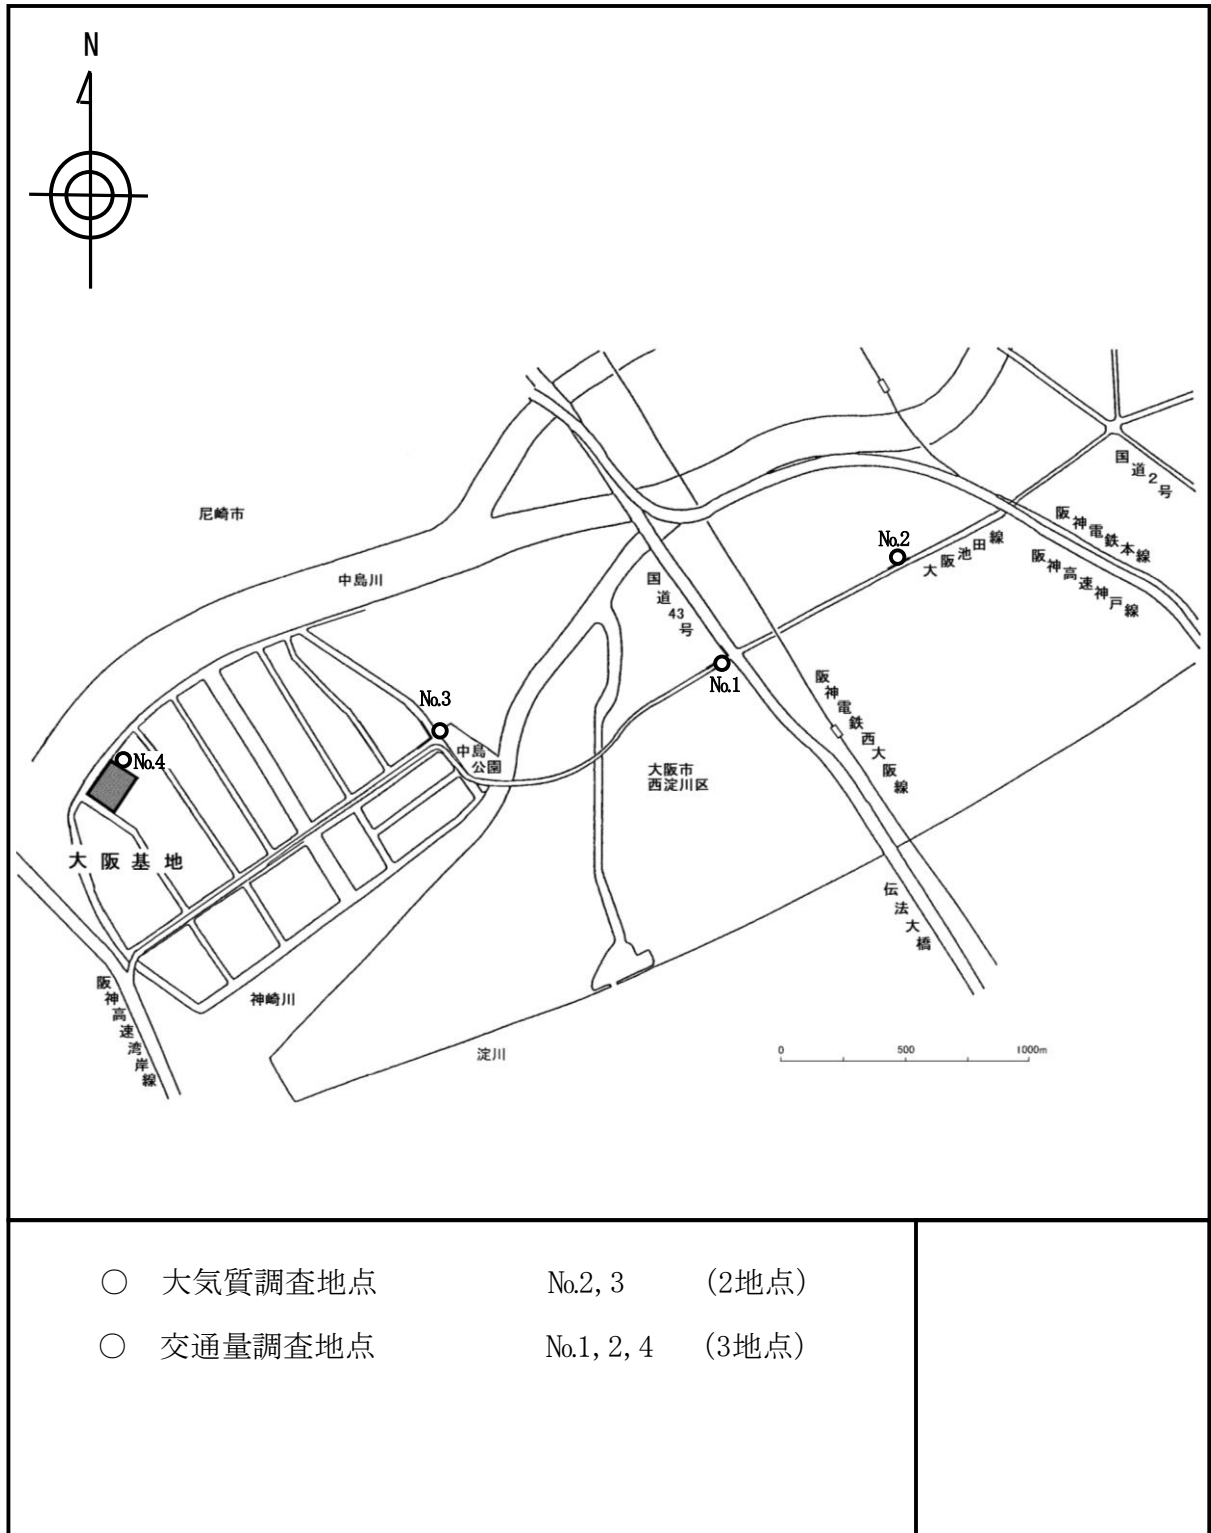 N
尼崎市
中島川
国道2号
阪神電鉄本線
阪神高速神戸線
No.2
大阪池田線
国道43号
No.1
阪神電鉄西大阪線
No.3
中島
公園
No.4
大阪市
西淀川区
大阪基地
伝法大橋
阪神高速湾岸線
神崎川
淀川
0 500 1000m
○ 大気質調査地点 №2, 3 (2地点)
○ 交通量調査地点 №1, 2, 4 (3地点)